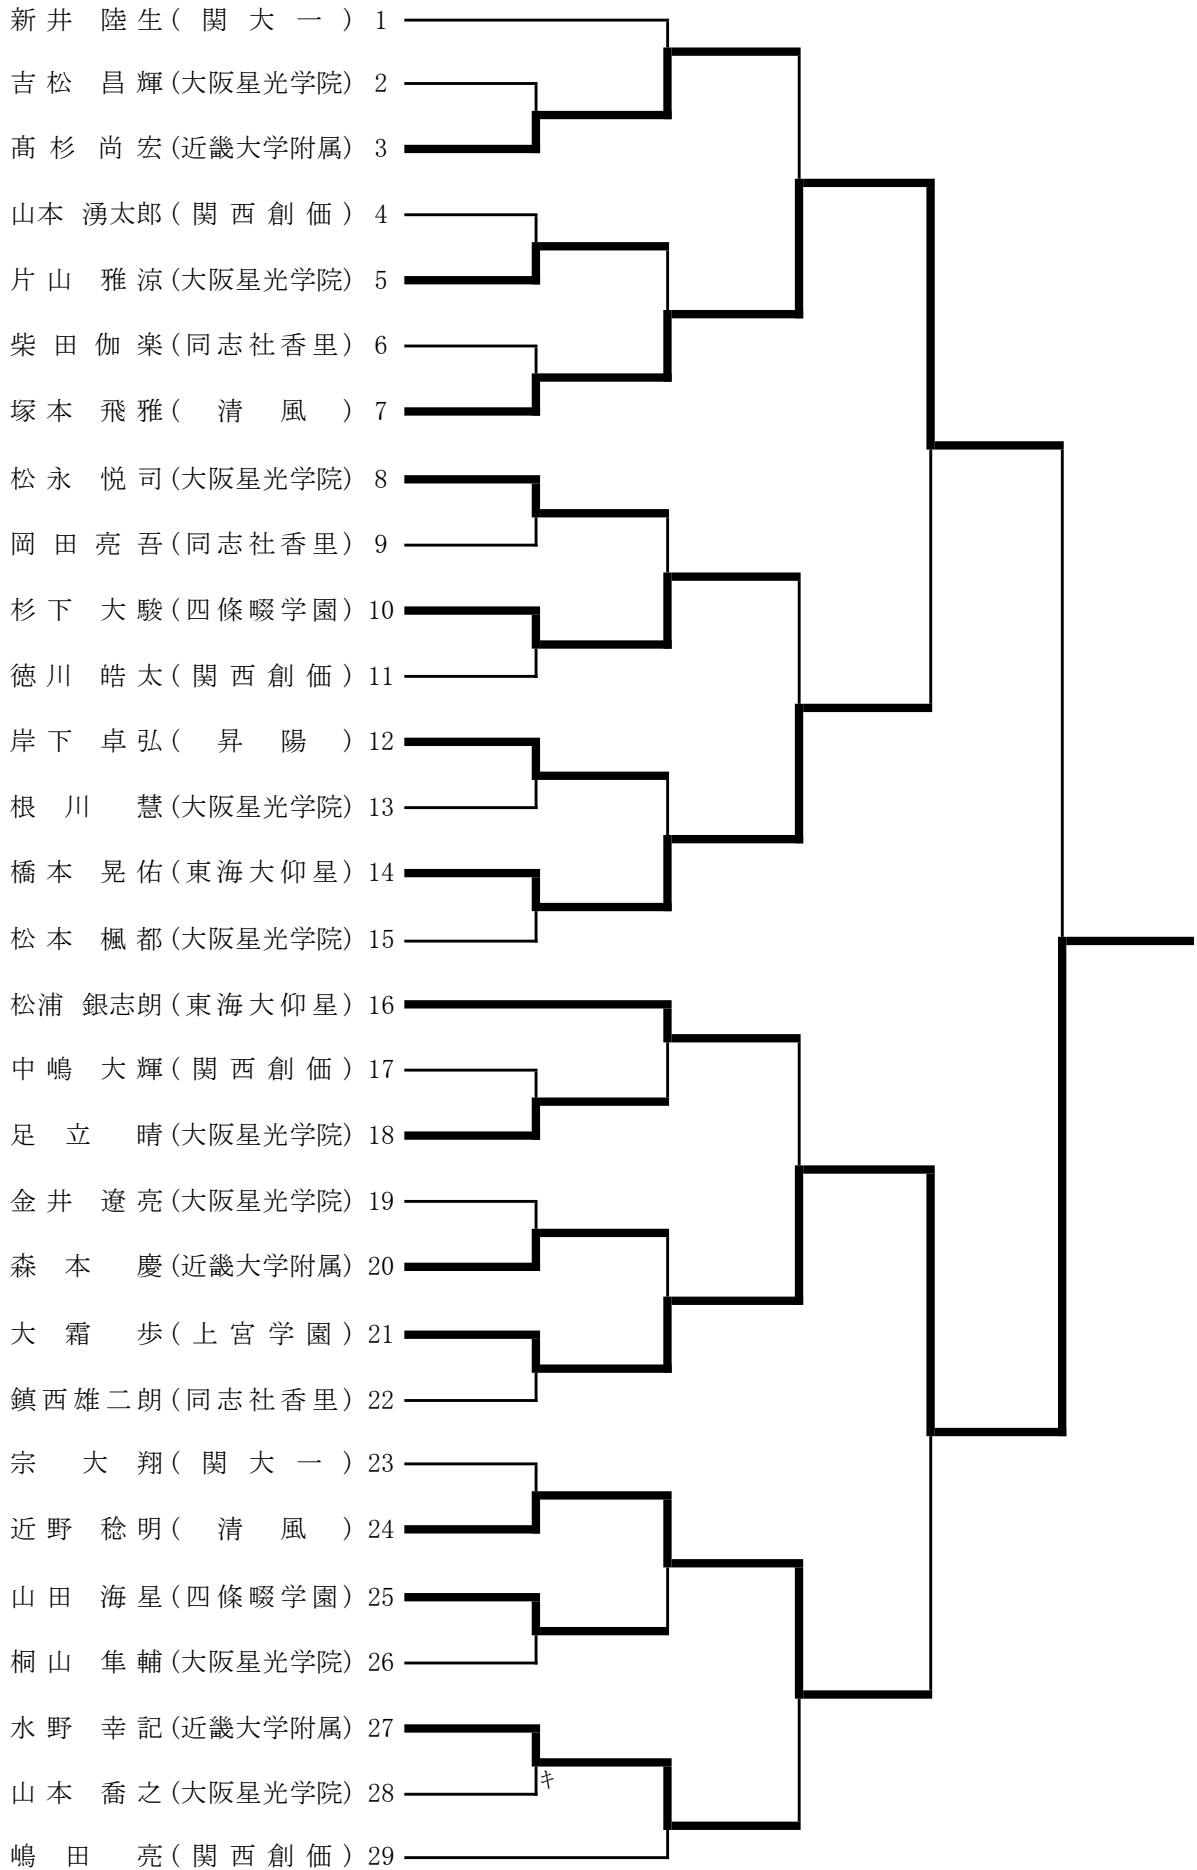 新井 陸生(関大一) 1
吉松 昌輝(大阪星光学院) 2
髙杉 尚宏(近畿大学附属) 3
山本 湧太郎(関西創価) 4
片山 雅涼(大阪星光学院) 5
柴田伽楽(同志社香里) 6
塚本 飛雅(清風) 7
松永 悦司(大阪星光学院) 8
岡田亮吾(同志社香里) 9
杉下 大駿(四條畷学園) 10
徳川 皓太(関西創価) 11
岸下 卓弘(昇陽) 12
根川 慧(大阪星光学院) 13
橋本 晃佑(東海大仰星) 14
松本 楓都(大阪星光学院) 15
松浦 銀志朗(東海大仰星) 16
中嶋 大輝(関西創価) 17
足立 晴(大阪星光学院) 18
金井 遼亮(大阪星光学院) 19
森本 慶(近畿大学附属) 20
大霜 歩(上宮学園) 21
鎮西雄二朗(同志社香里) 22
宗 大翔(関大一) 23
近野 稔明(清風) 24
山田 海星(四條畷学園) 25
桐山 隼輔(大阪星光学院) 26
水野 幸記(近畿大学附属) 27
キ
山本 喬之(大阪星光学院) 28
嶋田 亮(関西創価) 29